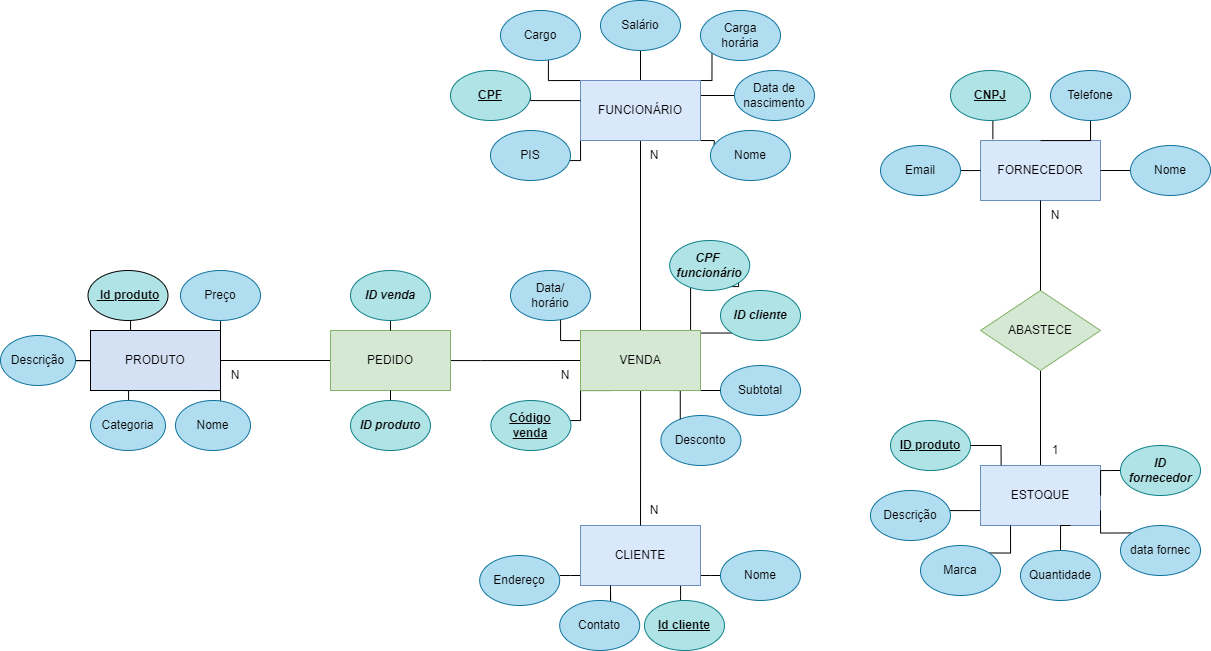 Cargo
Salário
Carga
horária
CPF
FUNCIONÁRIO
Data de
nascimento
PIS
N
Nome
CNPJ
Telefone
Email
FORNECEDOR
Nome
N
Id produto
Preço
ID venda
Data/
horário
CPF
funcionário
ID cliente
Descrição
PRODUTO
N
PEDIDO
N
VENDA
ABASTECE
Categoria
Nome
ID produto
Código
venda
Subtotal
Desconto
ID produto
1
ID
fornecedor
ESTOQUE
Descrição
Marca
Quantidade
data fornec
N
CLIENTE
Endereço
Nome
Contato
Id cliente